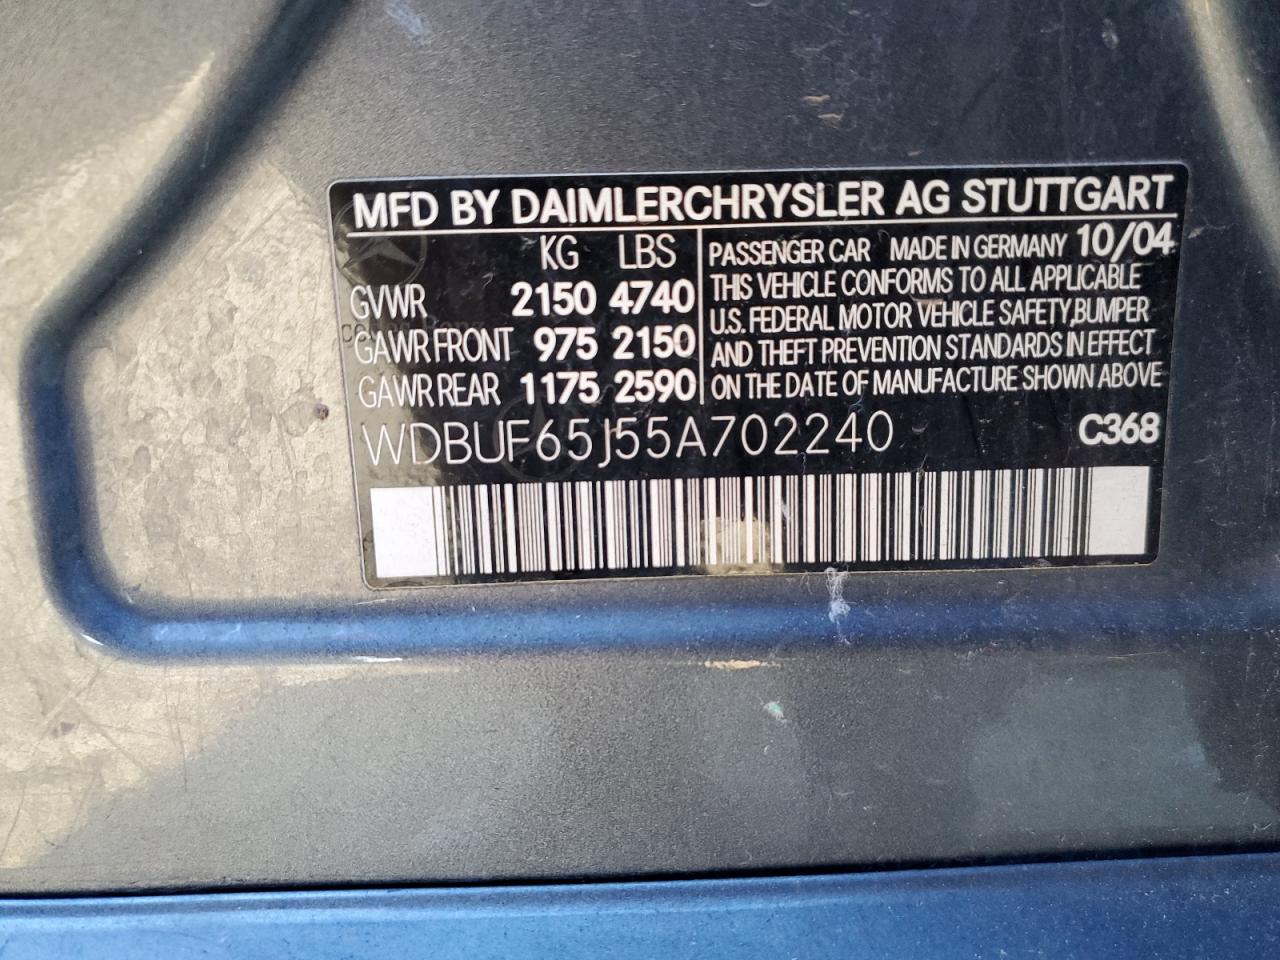 MFD BY DAIMLERCHRYSLER AG STUTTGART
KG LBS
GVWR 2150 4740
GAWR FRONT 975 2150
GAWR REAR 1175 2590
PASSENGER CAR MADE IN GERMANY 10/04
THIS VEHICLE CONFORMS TO ALL APPLICABLE
U.S. FEDERAL MOTOR VEHICLE SAFETY,BUMPER
AND THEFT PREVENTION STANDARDS IN EFFECT
ON THE DATE OF MANUFACTURE SHOWN ABOVE
WDBUF65J55A702240 C368